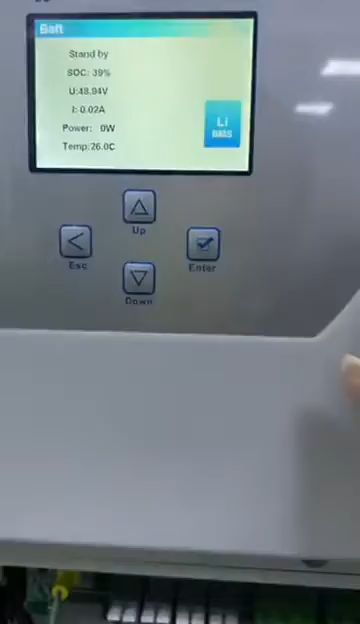 Batt
Stand by
SOC: 39%
U:48.94V
I:-0.02A
Power: 0W
Temp:26.0C
Li
BMS
Up
Esc
Enter
Down